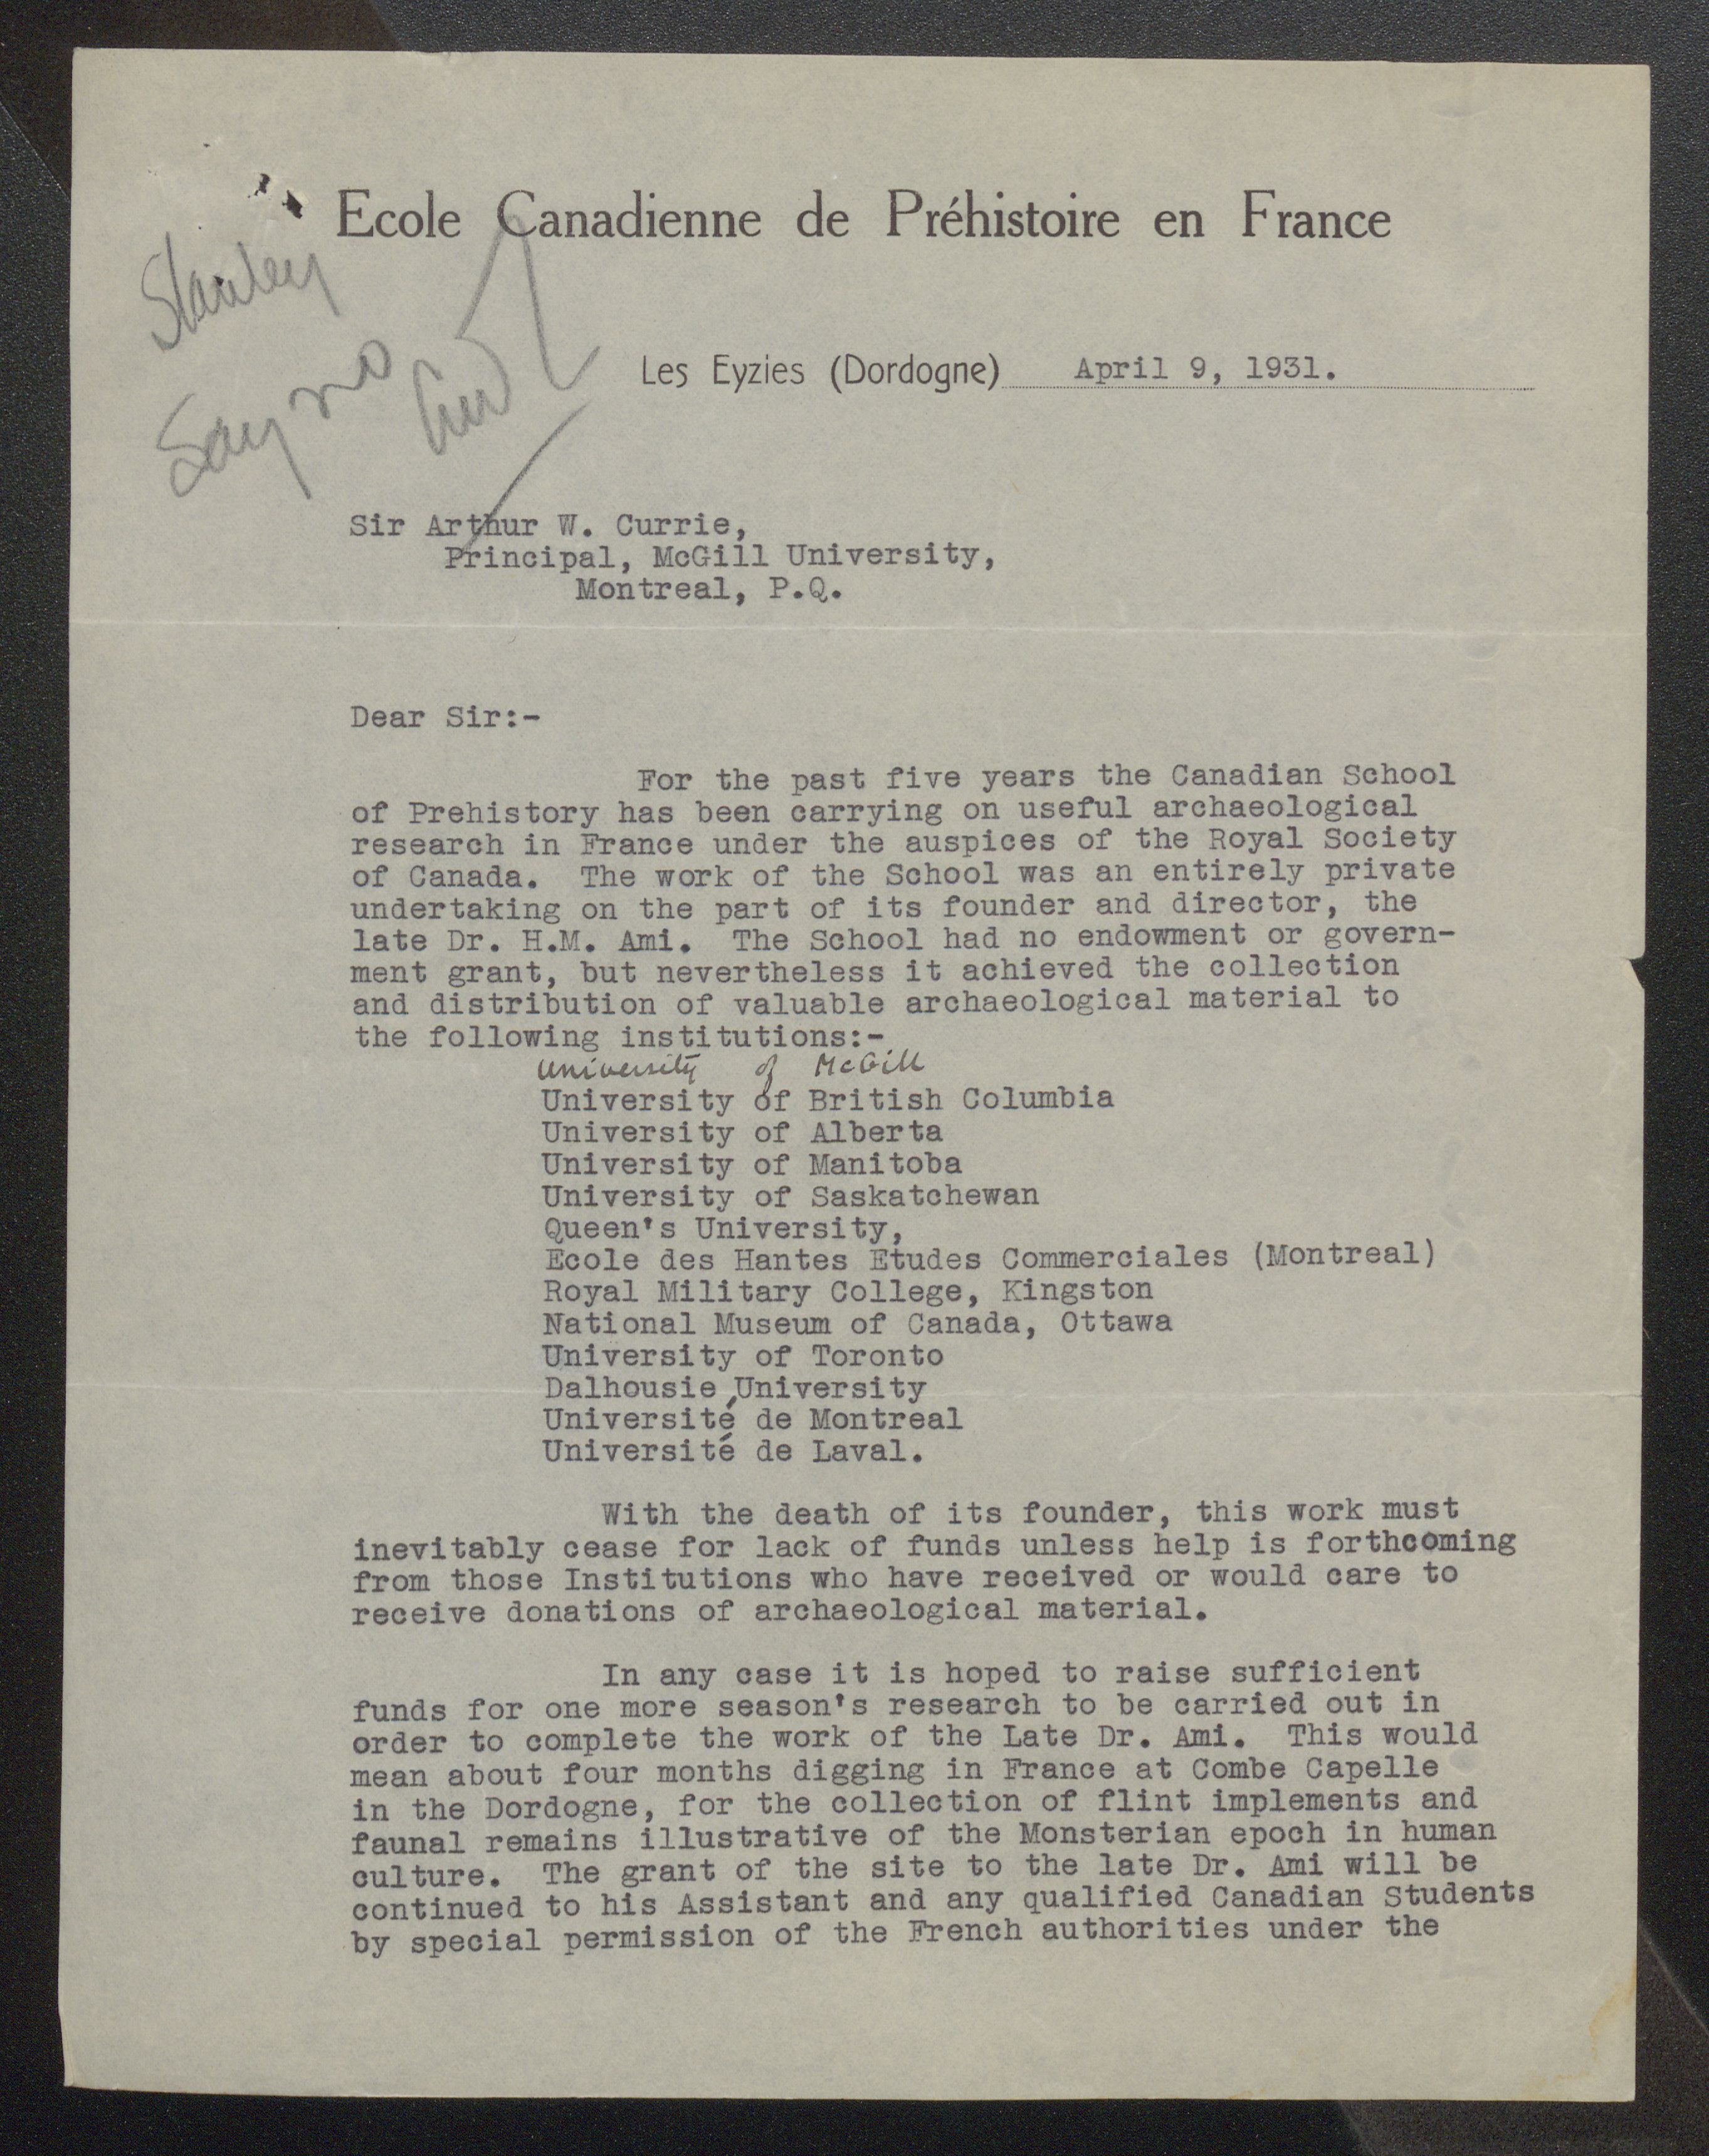 Ecole Canadienne de Préhistoire en France
Stanley
Say no
Les Eyzies (Dordogne) April 9, 1931.
Sir Arthur W. Currie,
Principal, McGill University,
Montreal, P.Q.
Dear Sir:-
For the past five years the Canadian School
of Prehistory has been carrying on useful archaeological
research in France under the auspices of the Royal Society
of Canada. The work of the School was an entirely private
undertaking on the part of its founder and director, the
late Dr. H.M. Ami. The School had no endowment or govern-
ment grant, but nevertheless it achieved the collection
and distribution of valuable archaeological material to
the following institutions:-
University of McGill
University of British Columbia
University of Alberta
University of Manitoba
University of Saskatchewan
Queen's University,
Ecole des Hantes Etudes Commerciales (Montreal)
Royal Military College, Kingston
National Museum of Canada, Ottawa
University of Toronto
Dalhousie University
Université de Montreal
Université de Laval.
With the death of its founder, this work must
inevitably cease for lack of funds unless help is forthcoming
from those Institutions who have received or would care to
receive donations of archaeological material.
In any case it is hoped to raise sufficient
funds for one more season's research to be carried out in
order to complete the work of the Late Dr. Ami. This would
mean about four months digging in France at Combe Capelle
in the Dordogne, for the collection of flint implements and
faunal remains illustrative of the Monsterian epoch in human
culture. The grant of the site to the late Dr. Ami will be
continued to his Assistant and any qualified Canadian Students
by special permission of the French authorities under the